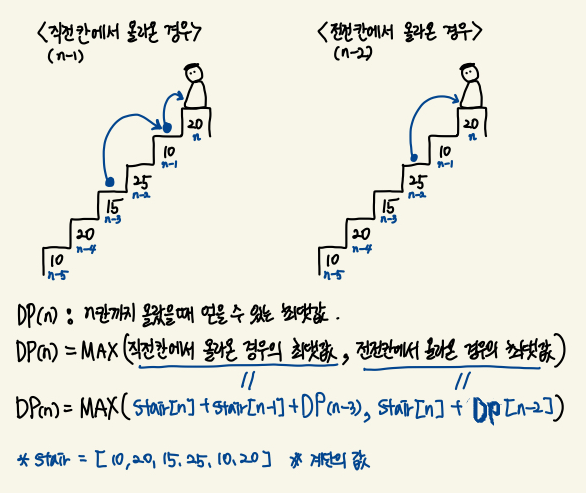 <직전칸에서 올라온 경우>
(n-1)
20
n
10
n-1
25
n-2
15
n-3
20
n-4
10
n-5
<전전칸에서 올라온 경우>
(n-2)
20
n
10
n-1
25
n-2
15
n-3
20
n-4
10
n-5
DP(n) : n칸까지 올랐을때 얻을 수 있는 최댓값.
DP(n) = MAX(직전칸에서 올라온 경우의 최댓값, 전전칸에서 올라온 경우의 최댓값)
DP(n) = MAX( stair[n] + stair[n-1] + DP(n-3), stair[n] + DP[n-2])
* stair = [10, 20, 15, 25, 10, 20] * 계단의 값